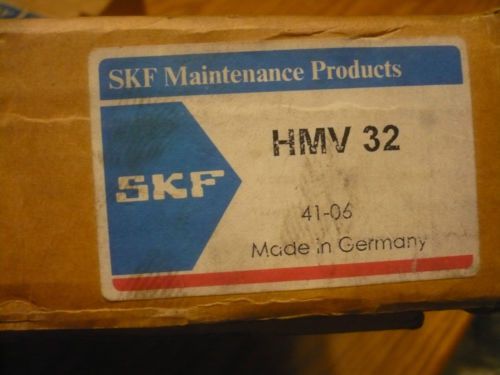 SKF Maintenance Products
HMV 32
SKF
41-06
Made in Germany